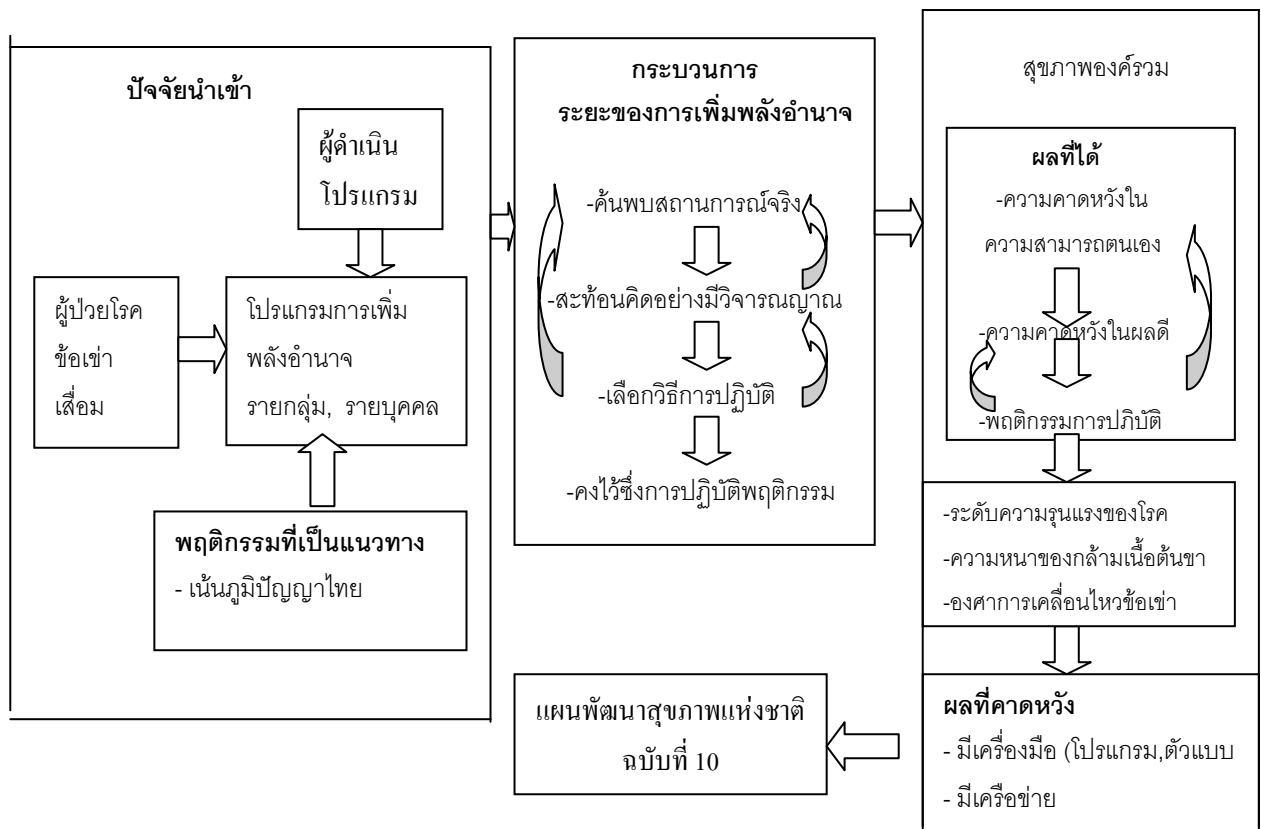 ปัจจัยนำเข้า
ผู้ดำเนิน
โปรแกรม
ผู้ป่วยโรค
ข้อเข่า
เสื่อม
โปรแกรมการเพิ่ม
พลังอำนาจ
รายกลุ่ม, รายบุคคล
พฤติกรรมที่เป็นแนวทาง
- เน้นภูมิปัญญาไทย
กระบวนการ
ระยะของการเพิ่มพลังอำนาจ
-ค้นพบสถานการณ์จริง
-สะท้อนคิดอย่างมีวิจารณญาณ
-เลือกวิธีการปฏิบัติ
-คงไว้ซึ่งการปฏิบัติพฤติกรรม
สุขภาพองค์รวม
ผลที่ได้
-ความคาดหวังใน
ความสามารถตนเอง
-ความคาดหวังในผลดี
-พฤติกรรมการปภิบัติ
-ระดับความรุนแรงของโรค
-ความหนาของกล้ามเนื้อต้นขา
-องศาการเคลื่อนไหวข้อเข่า
ผลที่คาดหวัง
- มีเครื่องมือ (โปรแกรม,ตัวแบบ
- มีเครือข่าย
แผนพัฒนาสุขภาพแห่งชาติ
ฉบับที่ 10